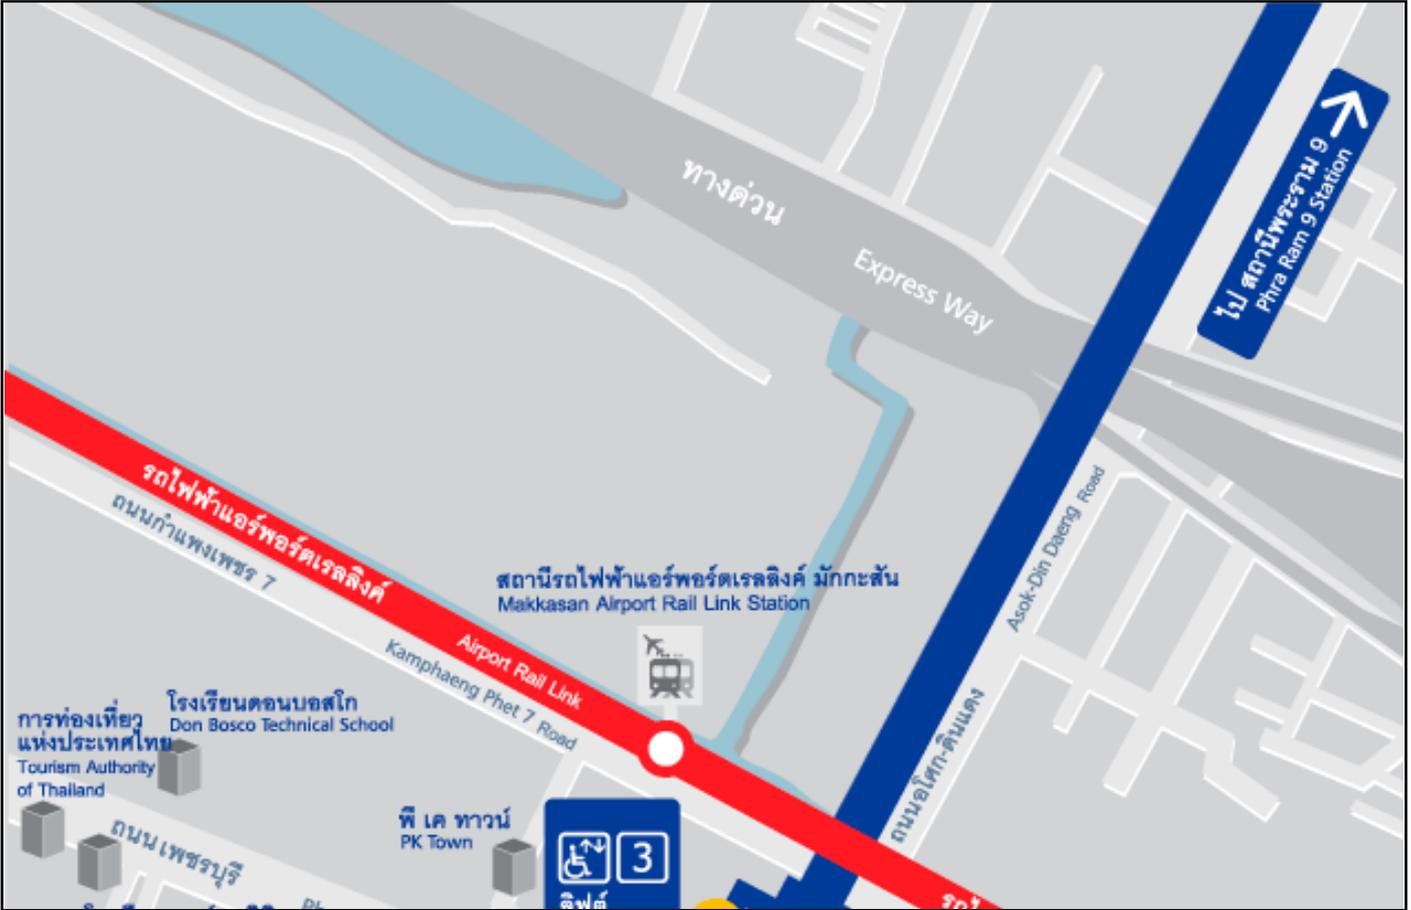 ทางด่วน
Express Way
ไป สถานีพระราม 9
Phra Ram 9 Station
รถไฟฟ้าแอร์พอร์ตเรลลิงค์
Airport Rail Link
ถนนกำแพงเพชร 7
Kamphaeng Phet 7 Road
สถานีรถไฟฟ้าแอร์พอร์ตเรลลิงค์ มักกะสัน
Makkasan Airport Rail Link Station
Asok-Din Daeng Road
ถนนอโศก-ดินแดง
โรงเรียนดอนบอสโก
Don Bosco Technical School
การท่องเที่ยว
แห่งประเทศไทย
Tourism Authority
of Thailand
พี เค ทาวน์
PK Town
3
ลิฟต์
ถนนเพชรบุรี